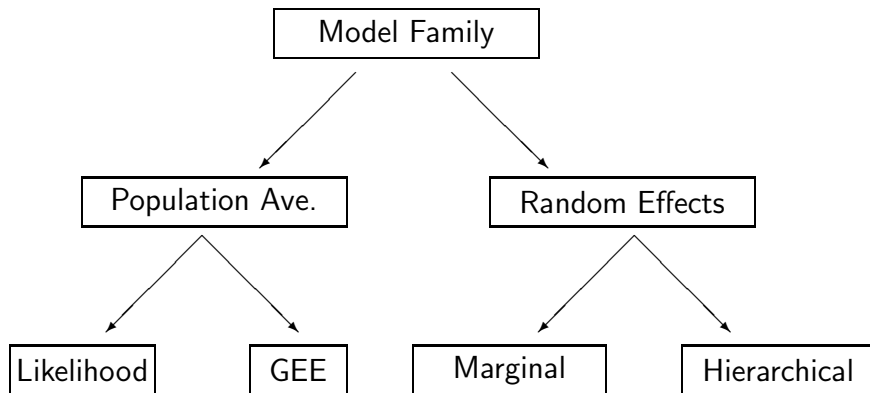 Model Family
Population Ave.
Random Effects
Likelihood
GEE
Marginal
Hierarchical